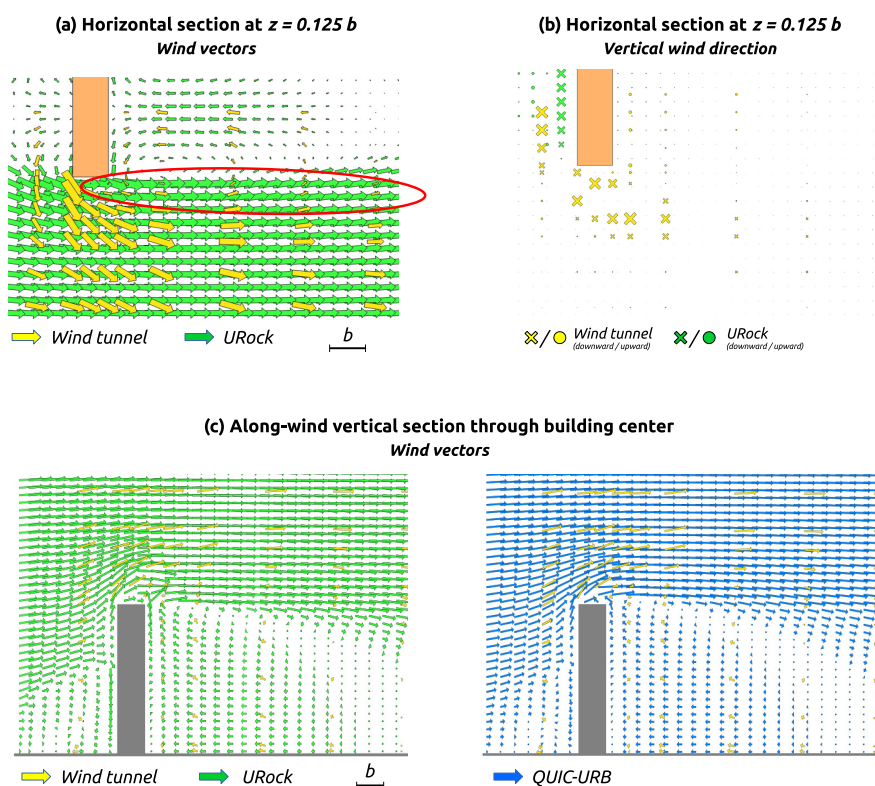 (a) Horizontal section at z = 0.125 b
Wind vectors
(b) Horizontal section at z = 0.125 b
Vertical wind direction
Wind tunnel
URock
b
/ Wind tunnel
(downward / upward)
/ URock
(downward / upward)
(c) Along-wind vertical section through building center
Wind vectors
Wind tunnel
URock
b
QUIC-URB